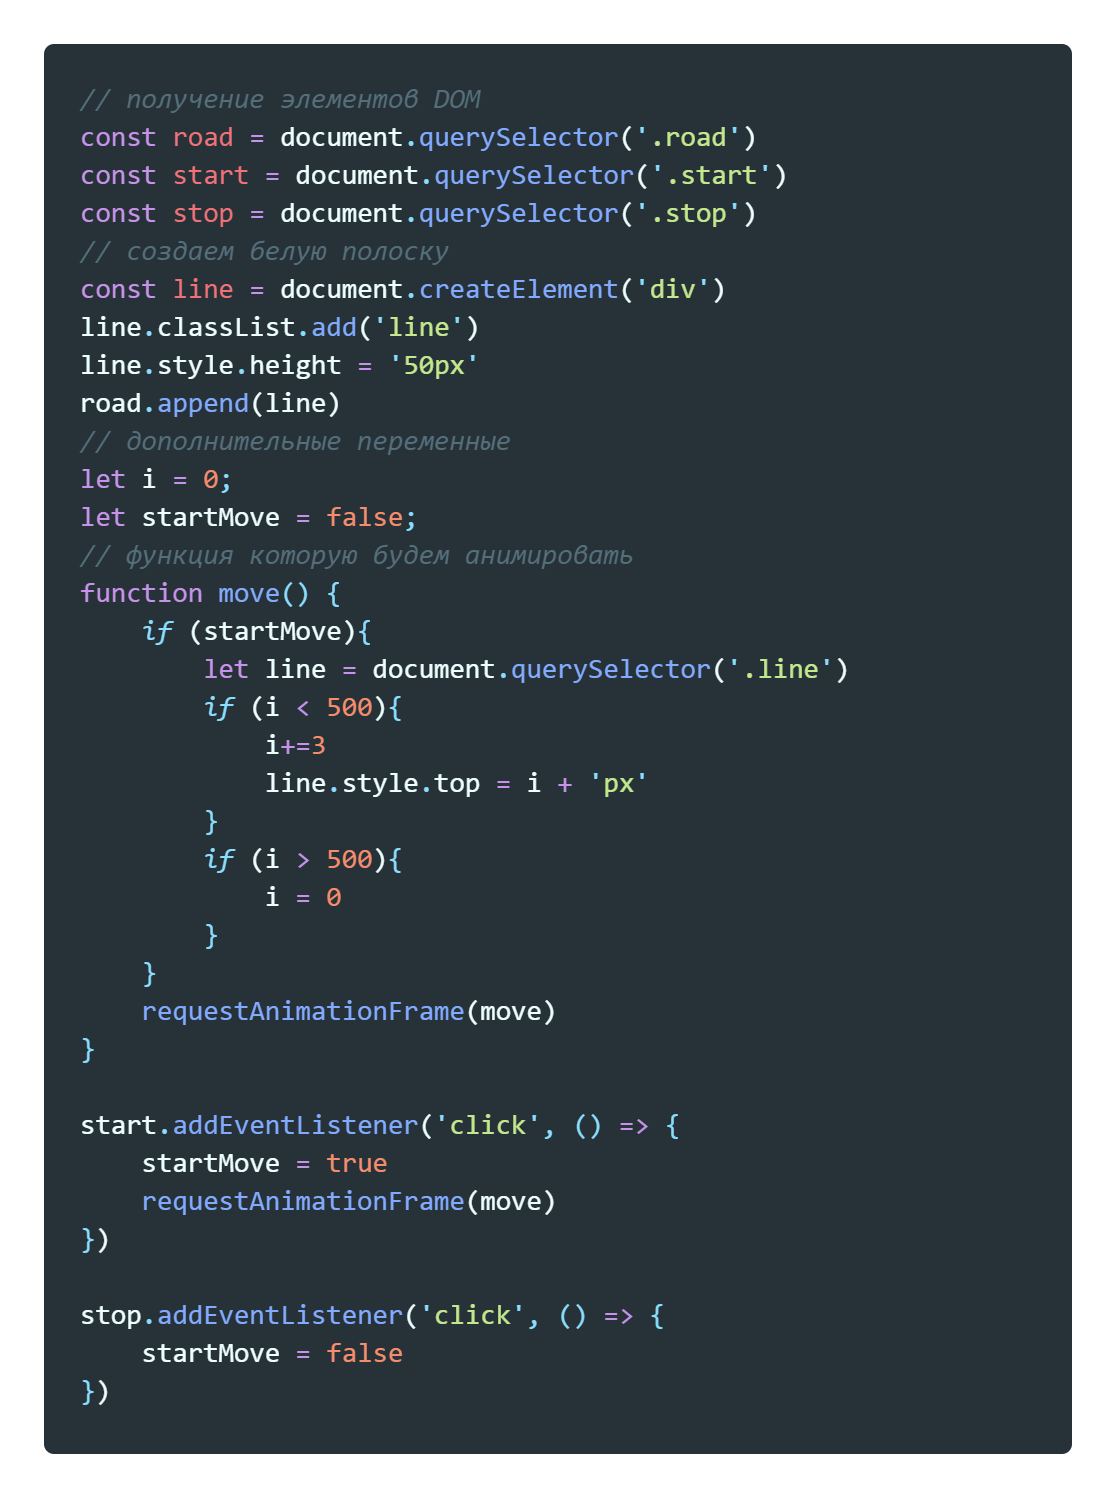 // получение элементов DOM
const road = document.querySelector('.road')
const start = document.querySelector('.start')
const stop = document.querySelector('.stop')
// создаем белую полоску
const line = document.createElement('div')
line.classList.add('line')
line.style.height = '50px'
road.append(line)
// дополнительные переменные
let i = 0;
let startMove = false;
// функция которую будем анимировать
function move() {
    if (startMove){
        let line = document.querySelector('.line')
        if (i < 500){
            i+=3
            line.style.top = i + 'px'
        }
        if (i > 500){
            i = 0
        }
    }
    requestAnimationFrame(move)
}

start.addEventListener('click', () => {
    startMove = true
    requestAnimationFrame(move)
})

stop.addEventListener('click', () => {
    startMove = false
})